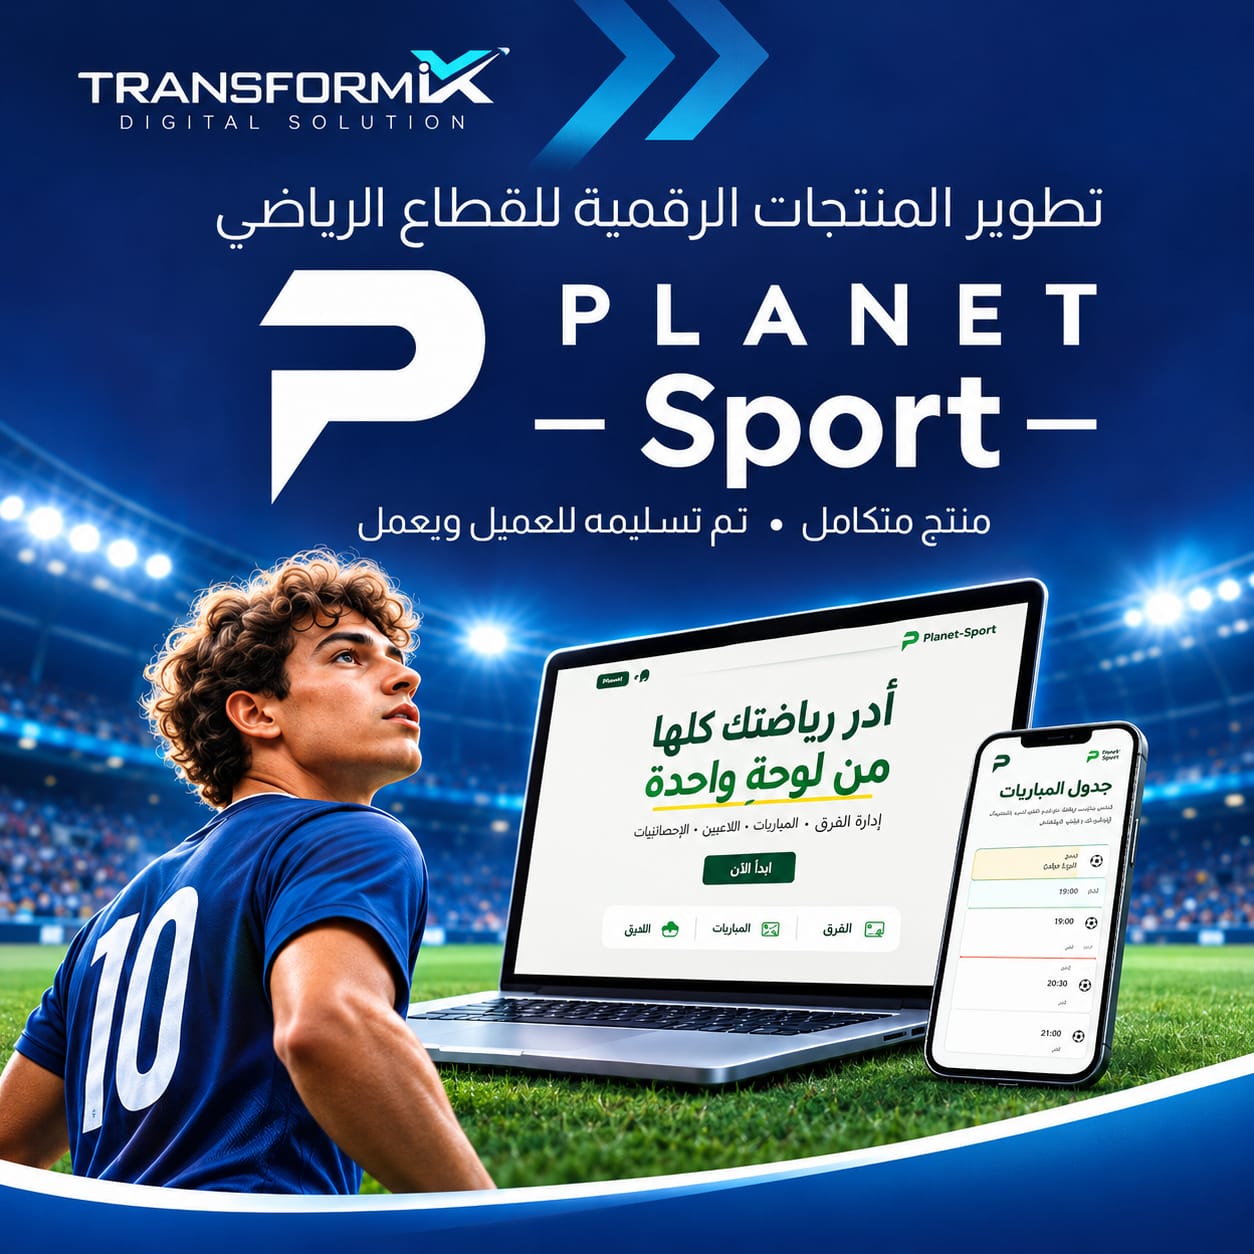 TRANSFORMiX
DIGITAL SOLUTION
تطوير المنتجات الرقمية للقطاع الرياضي
PLANET
– Sport –
منتج متكامل • تم تسليمه للعميل ويعمل
10
Planet-Sport
Planet
أدر رياضتك كلها
من لوحةِ واحدة
إدارة الفرق • المباريات • اللاعبين • الإحصائيات
ابدأ الآن
الفرق
المباريات
Planet Sport
جدول المباريات
19:00
19:00
20:30
21:00